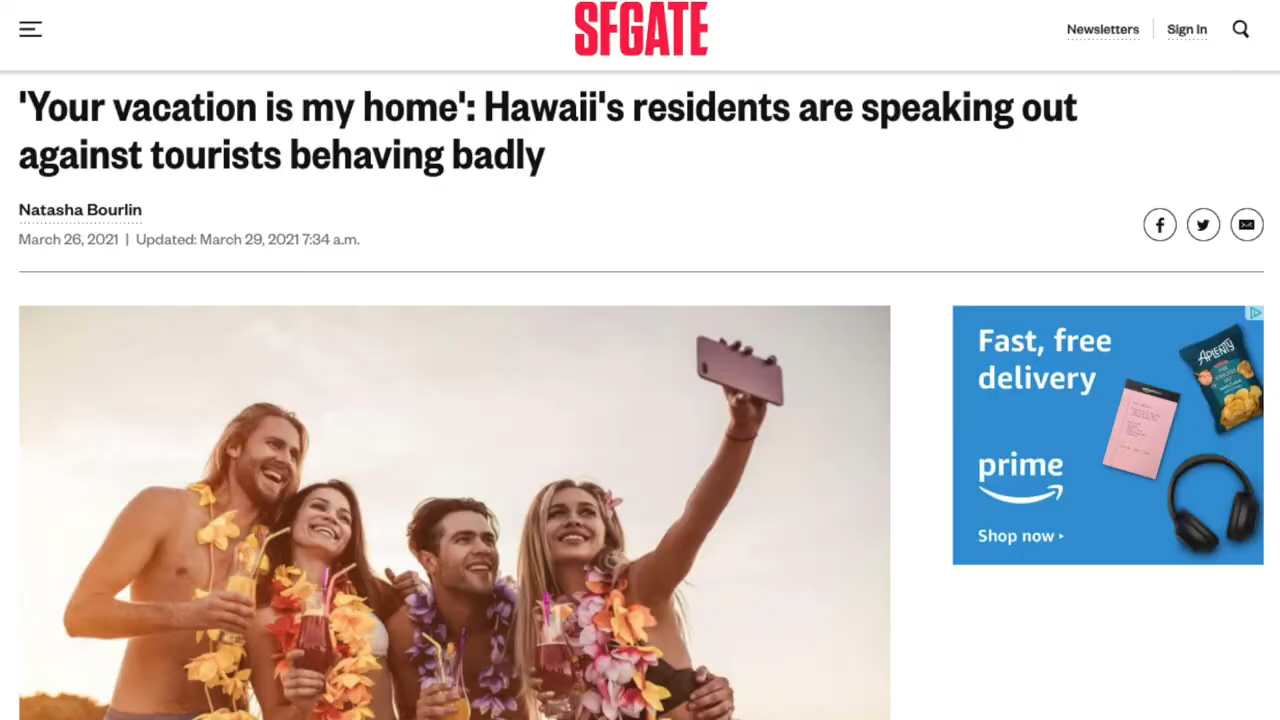 SFGATE
Newsletters
Sign In
'Your vacation is my home': Hawaii's residents are speaking out
against tourists behaving badly
Natasha Bourlin
March 26, 2021 | Updated: March 29, 2021 7:34 a.m.
Fast, free
delivery
APLENTY
prime
Shop now